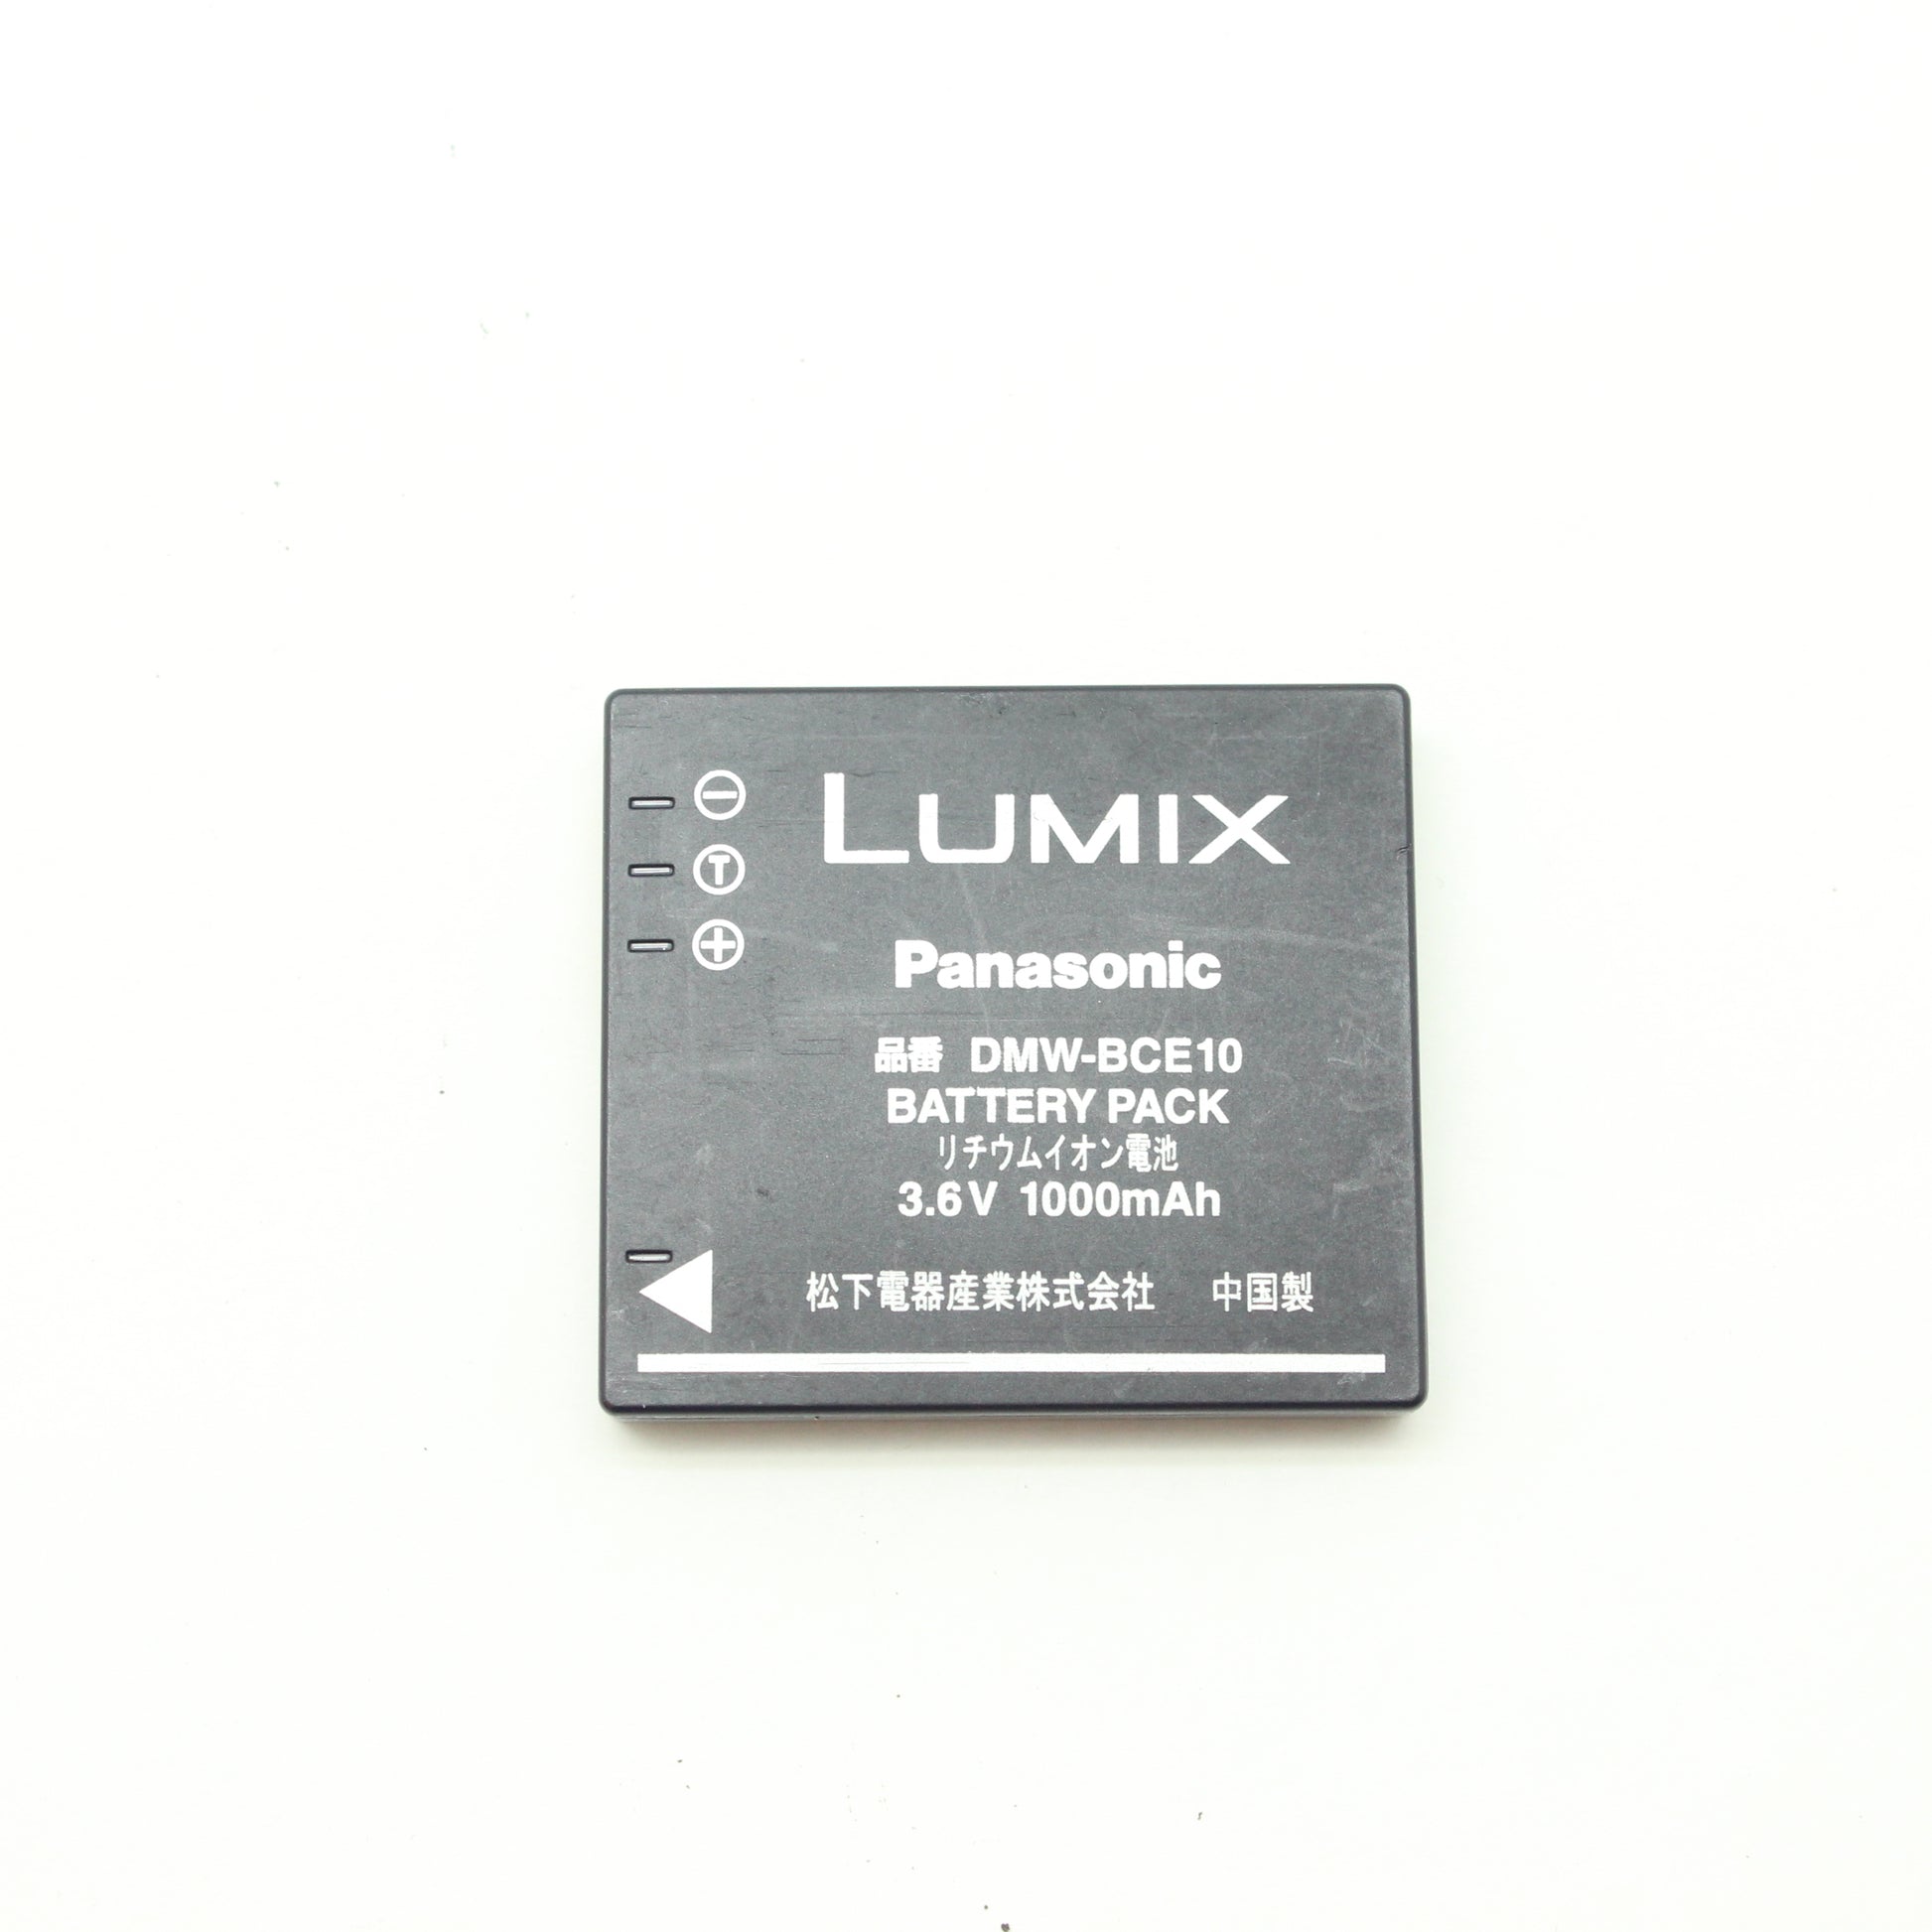 LUMIX
Panasonic
品番 DMW-BCE10
BATTERY PACK
リチウムイオン電池
3.6V 1000mAh
松下電器産業株式会社 中国製
−
T
+